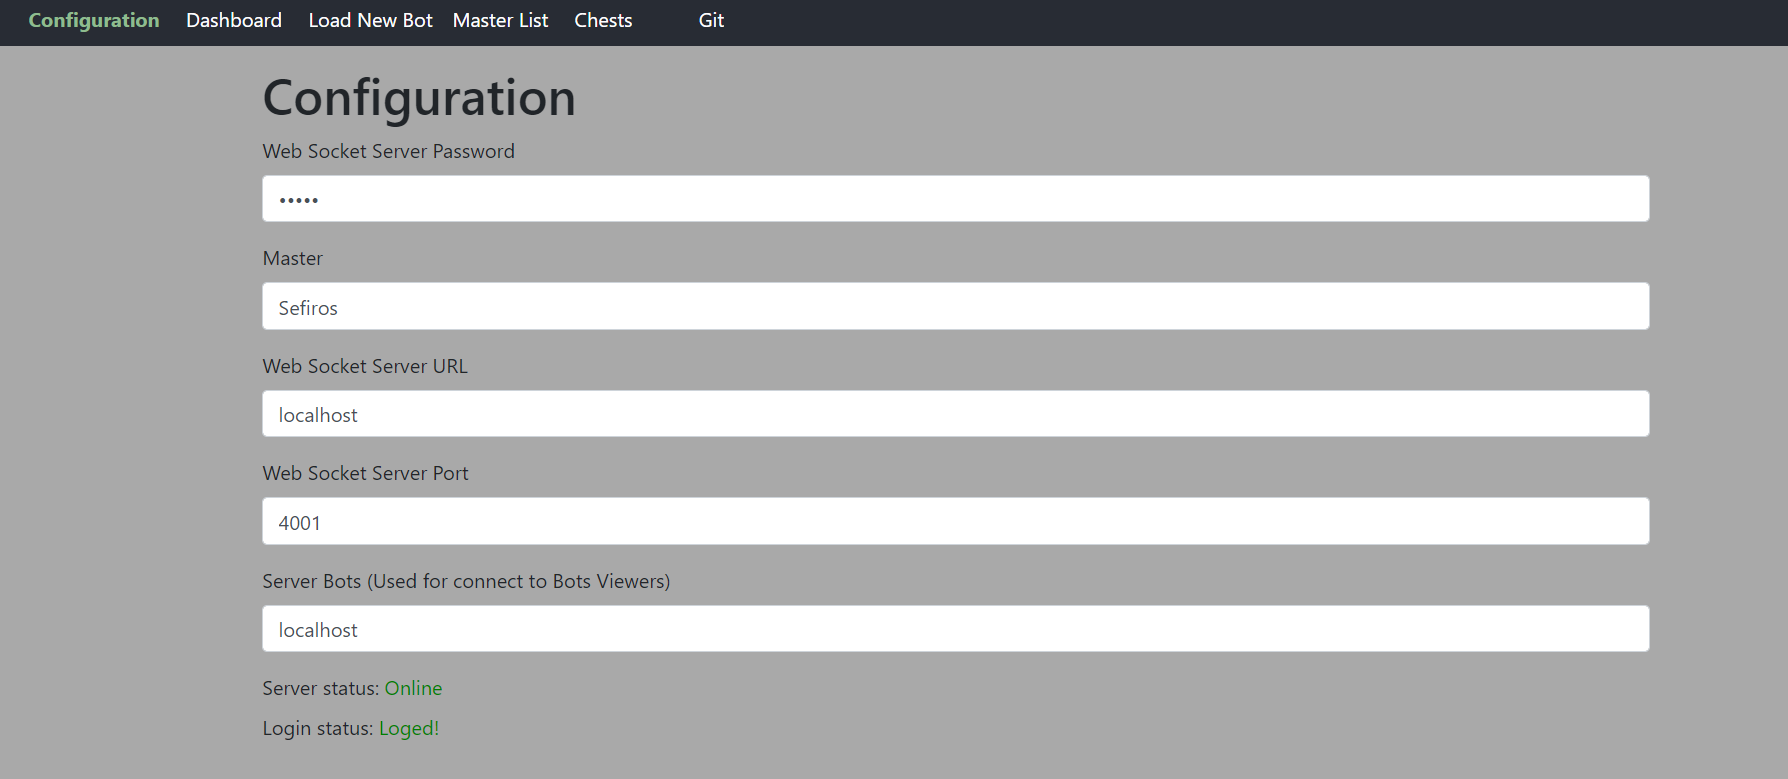 Configuration Dashboard Load New Bot Master List Chests Git
Configuration
Web Socket Server Password
•••••
Master
Sefiros
Web Socket Server URL
localhost
Web Socket Server Port
4001
Server Bots (Used for connect to Bots Viewers)
localhost
Server status: Online
Login status: Loged!